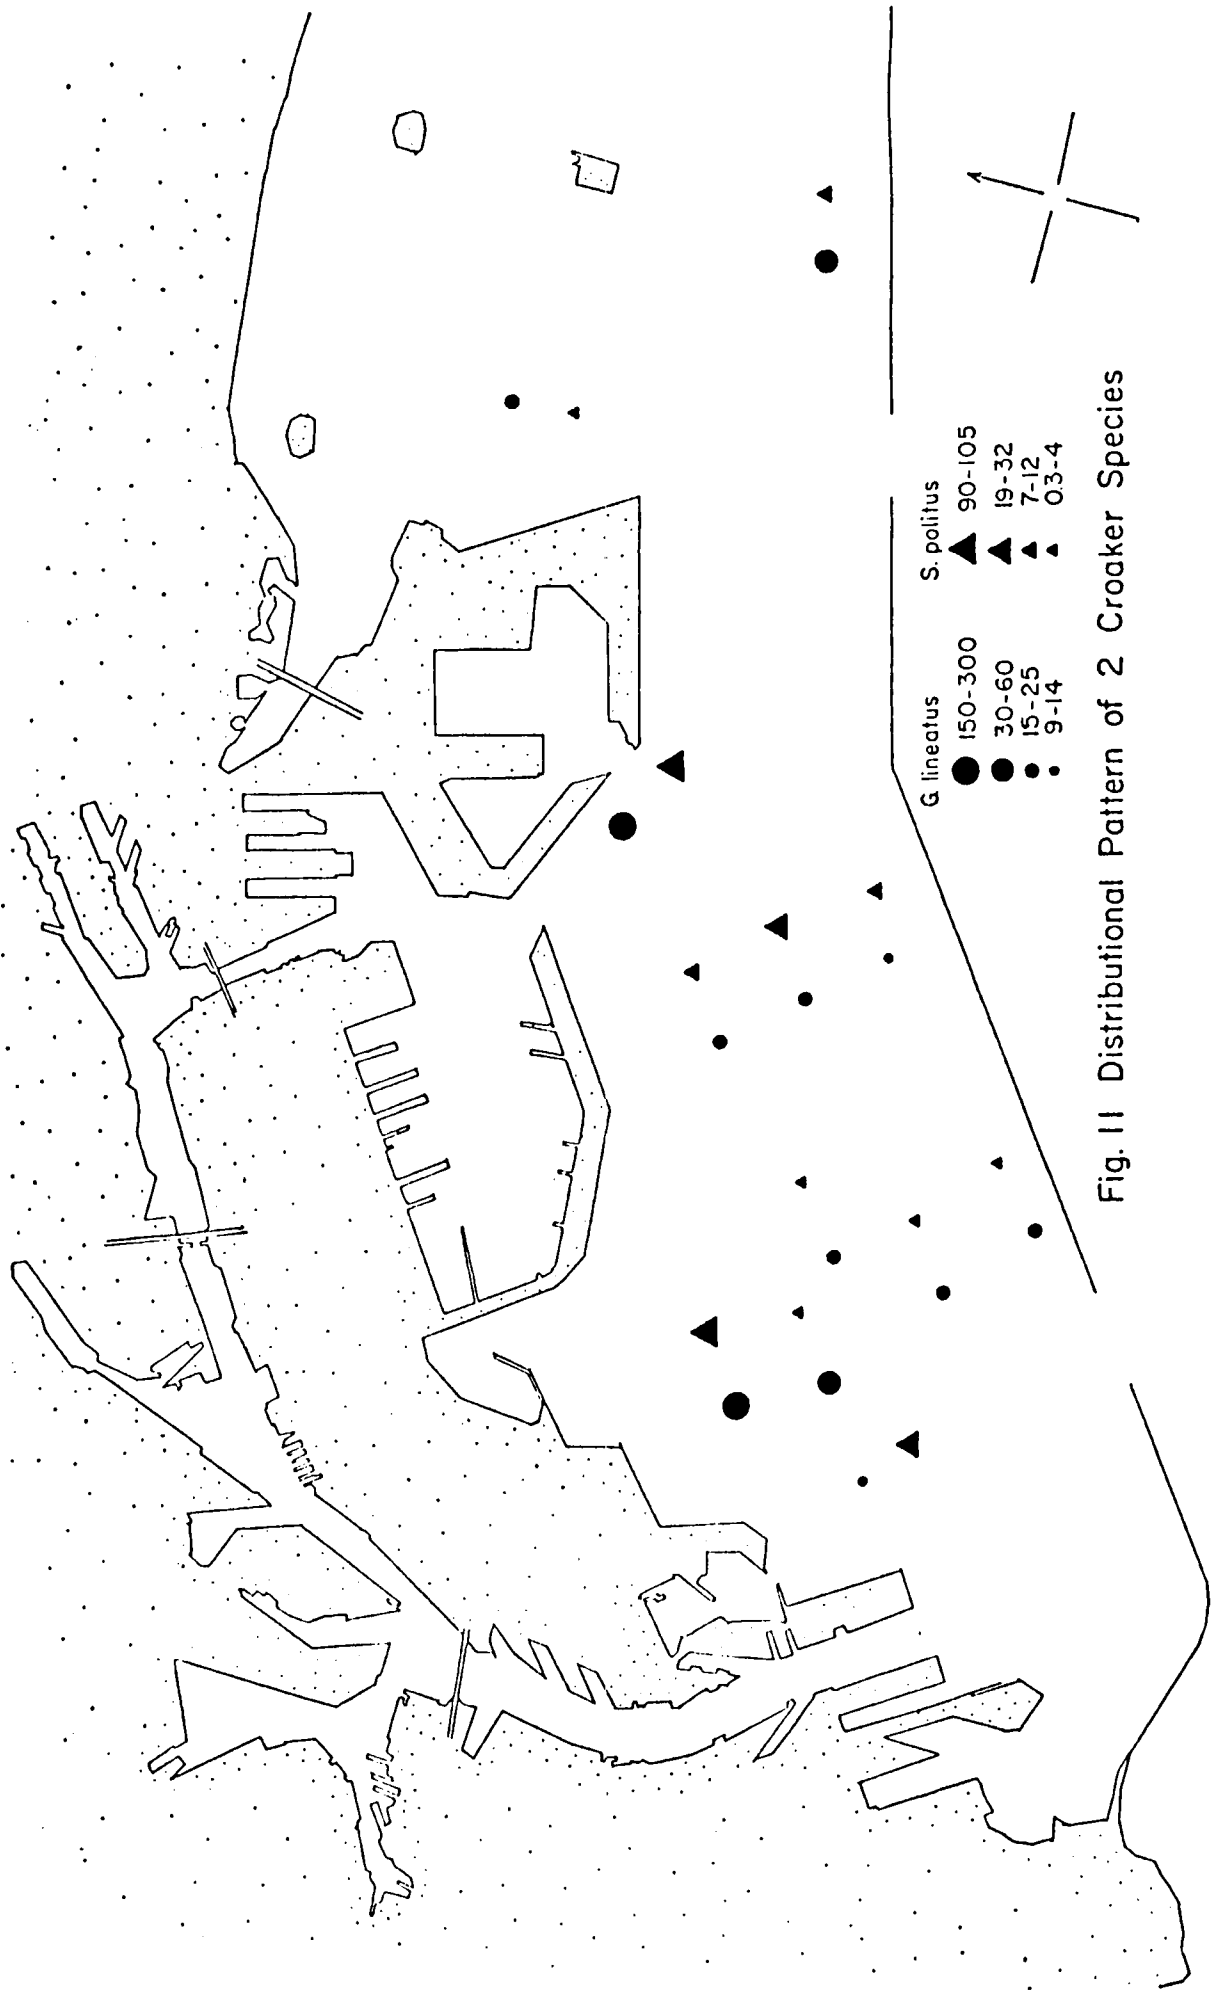 G. lineatus S. politus
150-300 90-105
30-60 19-32
15-25 7-12
9-14 0.3-4
Fig. 11 Distributional Pattern of 2 Croaker Species